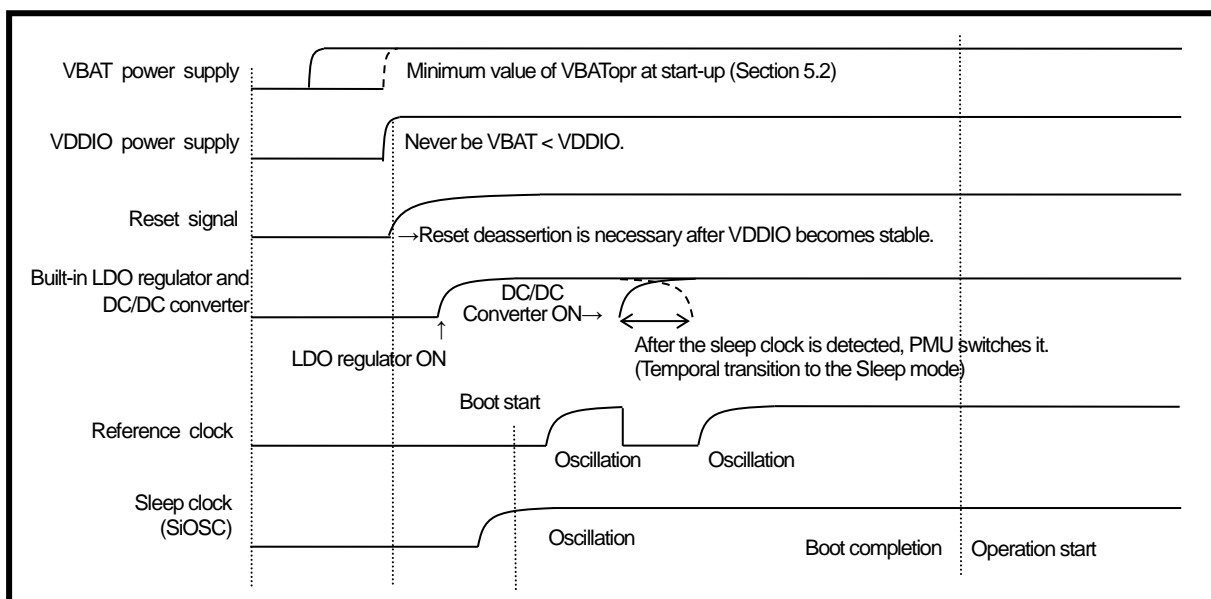 VBAT power supply
Minimum value of VBATopr at start-up (Section 5.2)
VDDIO power supply
Never be VBAT < VDDIO.
Reset signal
→Reset deassertion is necessary after VDDIO becomes stable.
Built-in LDO regulator and
DC/DC converter
DC/DC
Converter ON→
↑
LDO regulator ON
After the sleep clock is detected, PMU switches it.
(Temporal transition to the Sleep mode)
Boot start
Reference clock
Oscillation
Oscillation
Sleep clock
(SiOSC)
Oscillation
Boot completion
Operation start